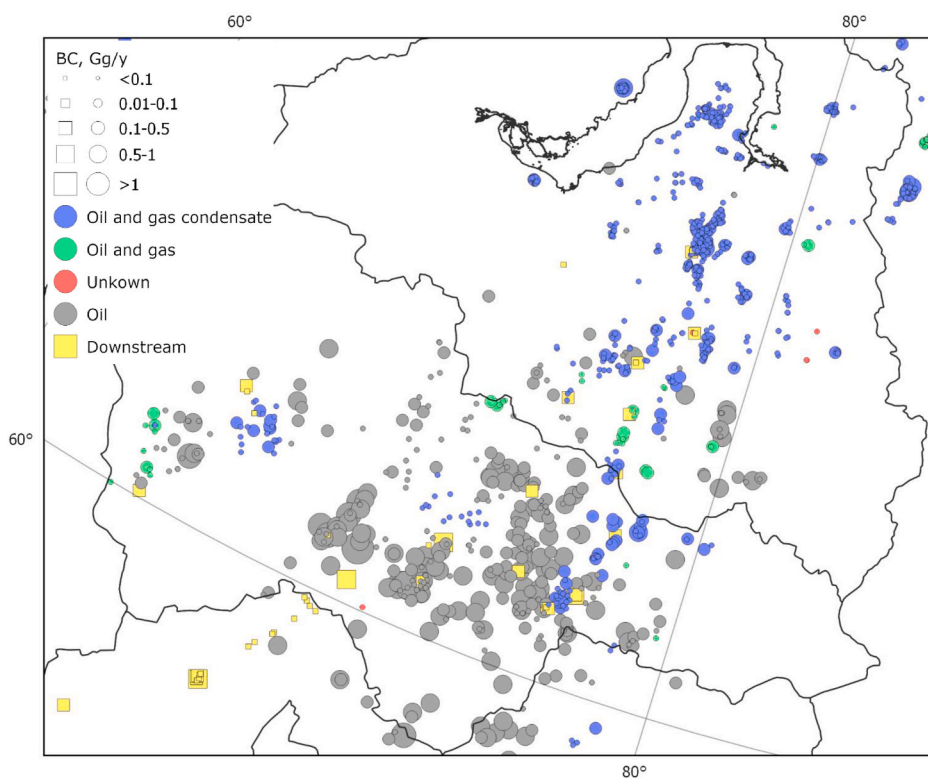 60° 80°
BC, Gg/y
<0.1
0.01-0.1
0.1-0.5
0.5-1
>1
Oil and gas condensate
Oil and gas
Unkown
Oil
Downstream
60°
80°